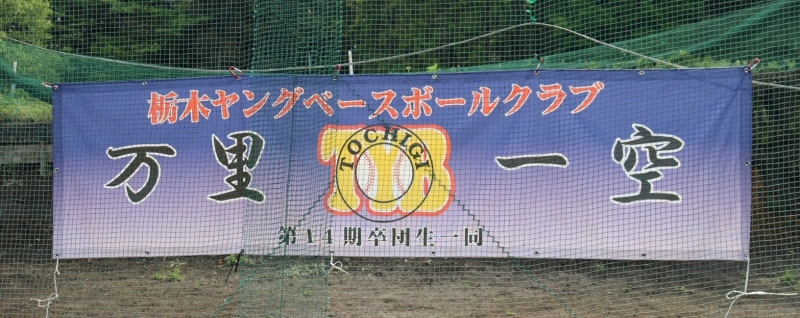 栃木ヤングベースボールクラブ
万里一空
TYB
TOCHIGI
第14期卒団生一同